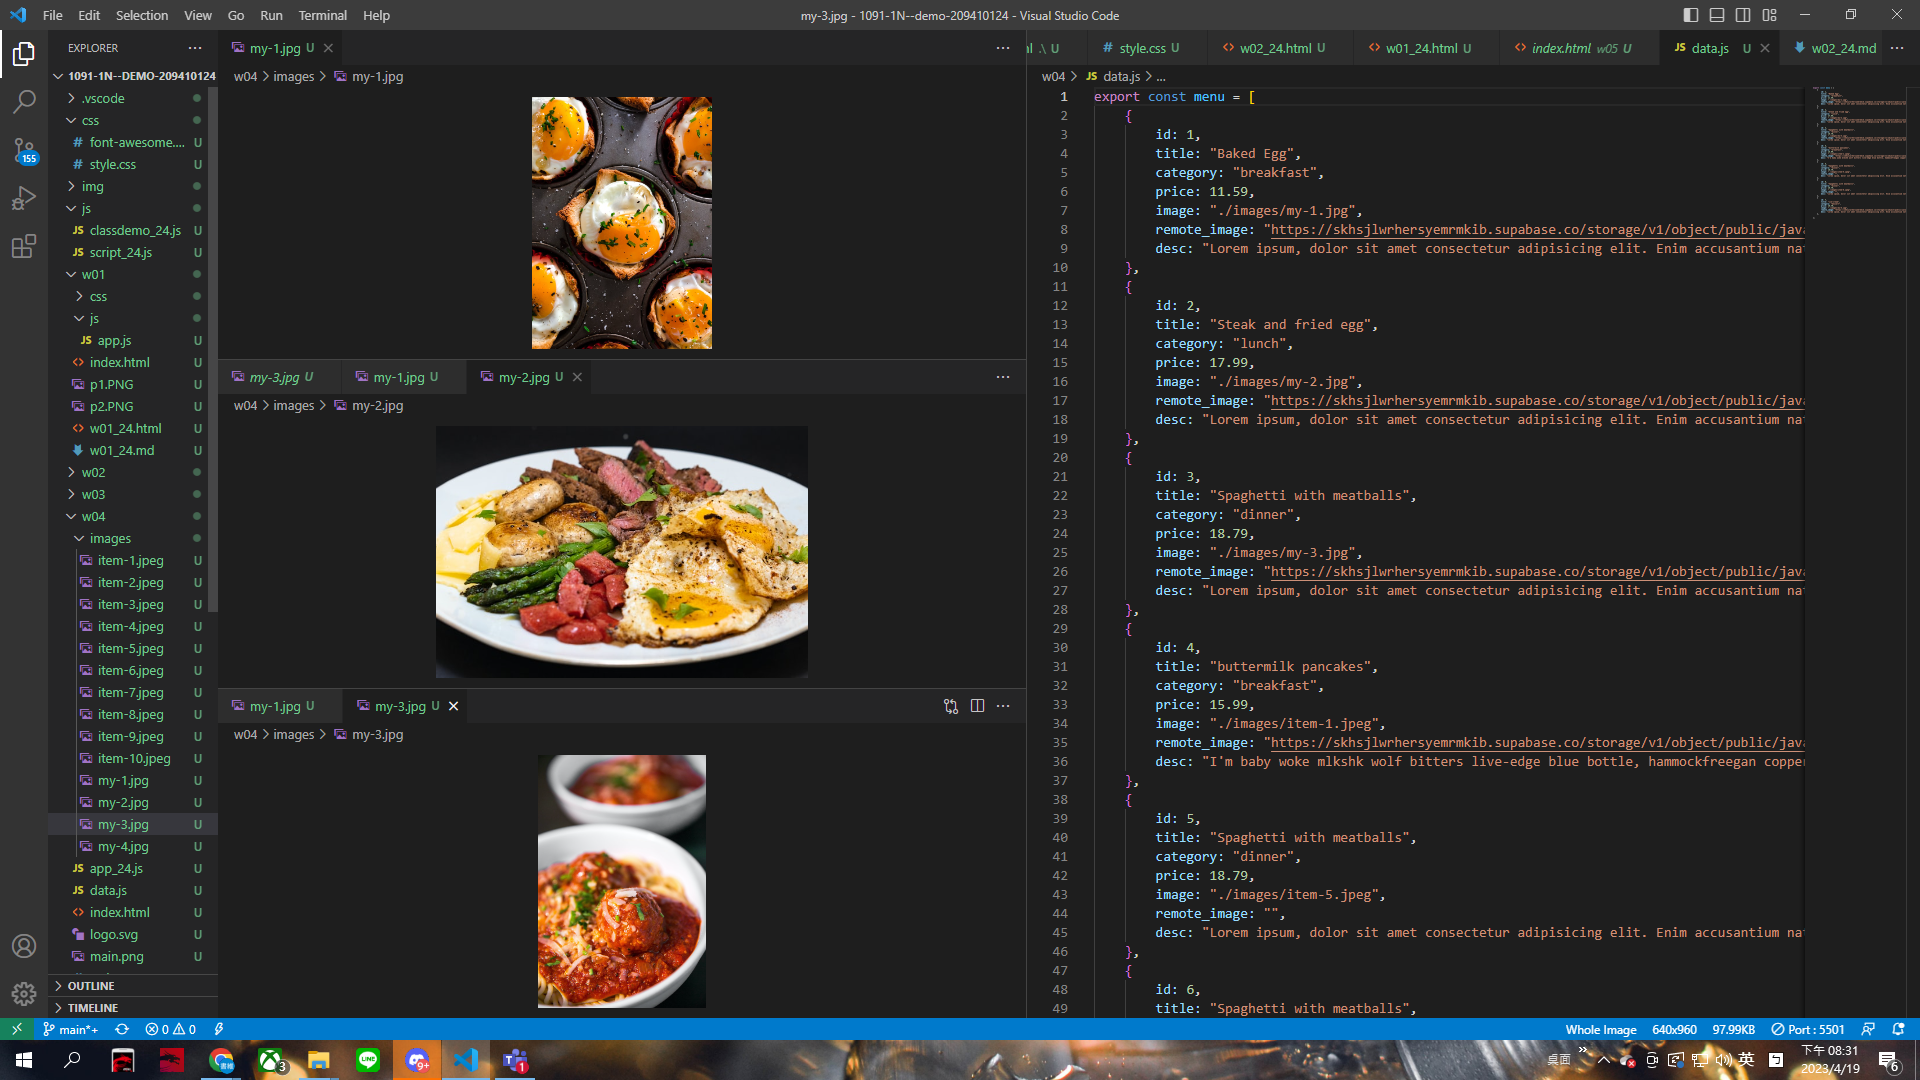 File Edit Selection View Go Run Terminal Help
my-3.jpg - 1091-1N--demo-209410124 - Visual Studio Code
EXPLORER
1091-1N--DEMO-209410124
.vscode
css
font-awesome.... U
style.css U
img
js
classdemo_24.js U
script_24.js U
w01
css
js
app.js U
index.html U
p1.PNG U
p2.PNG U
w01_24.html U
w01_24.md U
w02
w03
w04
images
item-1.jpeg U
item-2.jpeg U
item-3.jpeg U
item-4.jpeg U
item-5.jpeg U
item-6.jpeg U
item-7.jpeg U
item-8.jpeg U
item-9.jpeg U
item-10.jpeg U
my-1.jpg U
my-2.jpg U
my-3.jpg U
my-4.jpg U
app_24.js U
data.js U
index.html U
logo.svg U
main.png U
OUTLINE
TIMELINE
155
my-1.jpg U
w04 > images > my-1.jpg
my-3.jpg U my-1.jpg U my-2.jpg U
w04 > images > my-2.jpg
my-1.jpg U my-3.jpg U
w04 > images > my-3.jpg
.\ U style.css U w02_24.html U w01_24.html U index.html w05 U data.js U w02_24.md
w04 > data.js > ...
1 export const menu = [
2 {
3 id: 1,
4 title: "Baked Egg",
5 category: "breakfast",
6 price: 11.59,
7 image: "./images/my-1.jpg",
8 remote_image: "https://skhsjlwrhersyemrmkib.supabase.co/storage/v1/object/public/java
9 desc: "Lorem ipsum, dolor sit amet consectetur adipisicing elit. Enim accusantium na
10 },
11 {
12 id: 2,
13 title: "Steak and fried egg",
14 category: "lunch",
15 price: 17.99,
16 image: "./images/my-2.jpg",
17 remote_image: "https://skhsjlwrhersyemrmkib.supabase.co/storage/v1/object/public/java
18 desc: "Lorem ipsum, dolor sit amet consectetur adipisicing elit. Enim accusantium na
19 },
20 {
21 id: 3,
22 title: "Spaghetti with meatballs",
23 category: "dinner",
24 price: 18.79,
25 image: "./images/my-3.jpg",
26 remote_image: "https://skhsjlwrhersyemrmkib.supabase.co/storage/v1/object/public/java
27 desc: "Lorem ipsum, dolor sit amet consectetur adipisicing elit. Enim accusantium na
28 },
29 {
30 id: 4,
31 title: "buttermilk pancakes",
32 category: "breakfast",
33 price: 15.99,
34 image: "./images/item-1.jpeg",
35 remote_image: "https://skhsjlwrhersyemrmkib.supabase.co/storage/v1/object/public/java
36 desc: "I'm baby woke mlkshk wolf bitters live-edge blue bottle, hammockfreegan copper
37 },
38 {
39 id: 5,
40 title: "Spaghetti with meatballs",
41 category: "dinner",
42 price: 18.79,
43 image: "./images/item-5.jpeg",
44 remote_image: "",
45 desc: "Lorem ipsum, dolor sit amet consectetur adipisicing elit. Enim accusantium na
46 },
47 {
48 id: 6,
49 title: "Spaghetti with meatballs",
main*+ 0 0
Whole Image 640x960 97.99KB Port : 5501
3 9+ 1
桌面 英 下午 08:31
2023/4/19
6